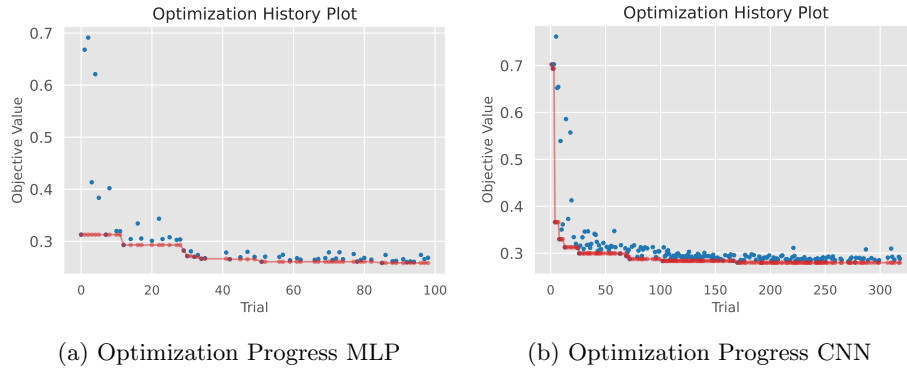 Optimization History Plot
0.7
0.6
0.5
0.4
0.3
Objective Value
0 20 40 60 80 100
Trial
(a) Optimization Progress MLP
Optimization History Plot
0.7
0.6
0.5
0.4
0.3
Objective Value
0 50 100 150 200 250 300
Trial
(b) Optimization Progress CNN